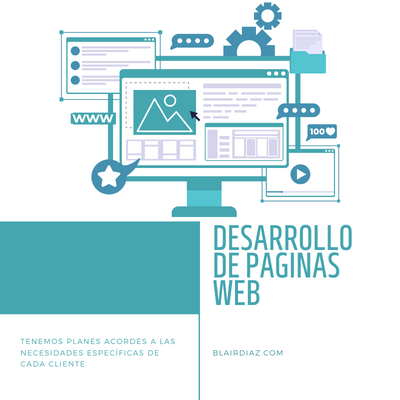 WWW
100
DESARROLLO
DE PAGINAS
WEB
TENEMOS PLANES ACORDES A LAS
NECESIDADES ESPECÍFICAS DE
CADA CLIENTE.
BLAIRDIAZ.COM